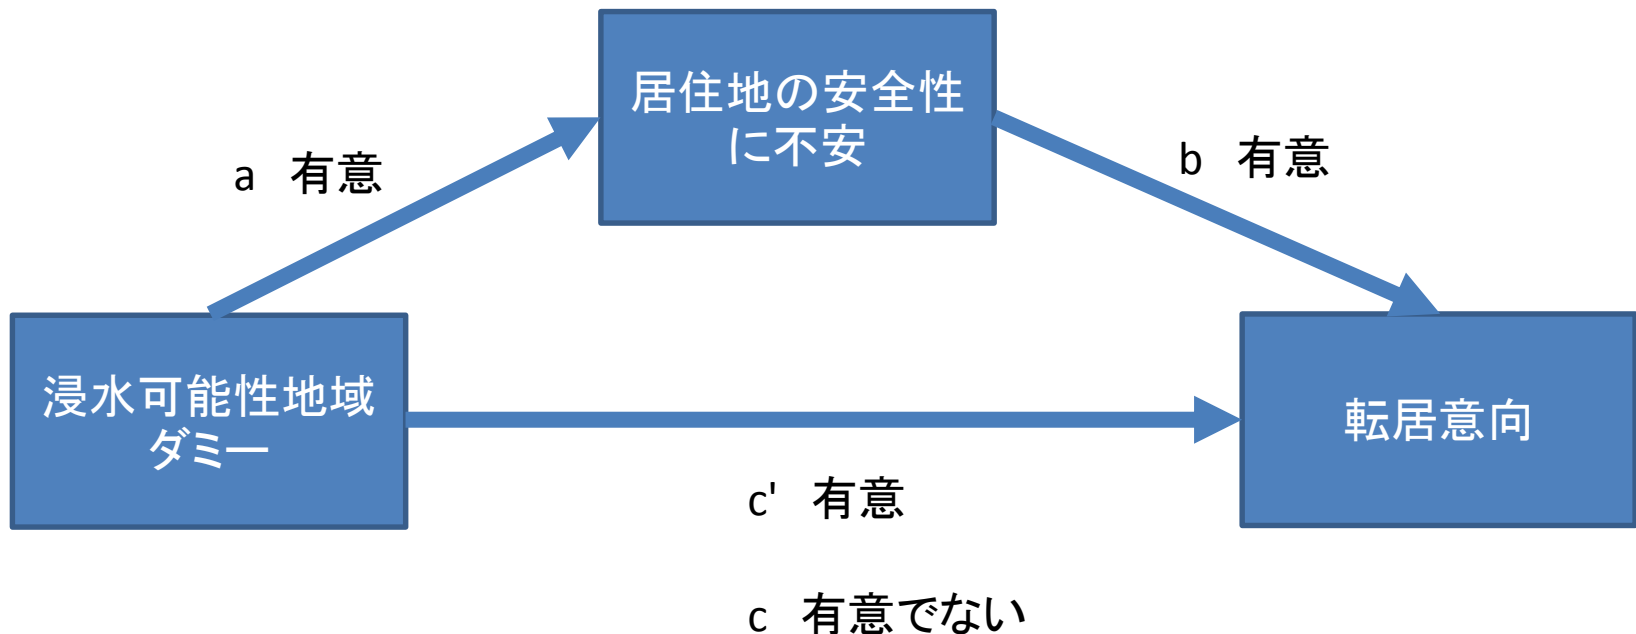 居住地の安全性
に不安
a 有意
b 有意
浸水可能性地域
ダミー
転居意向
c' 有意
c 有意でない